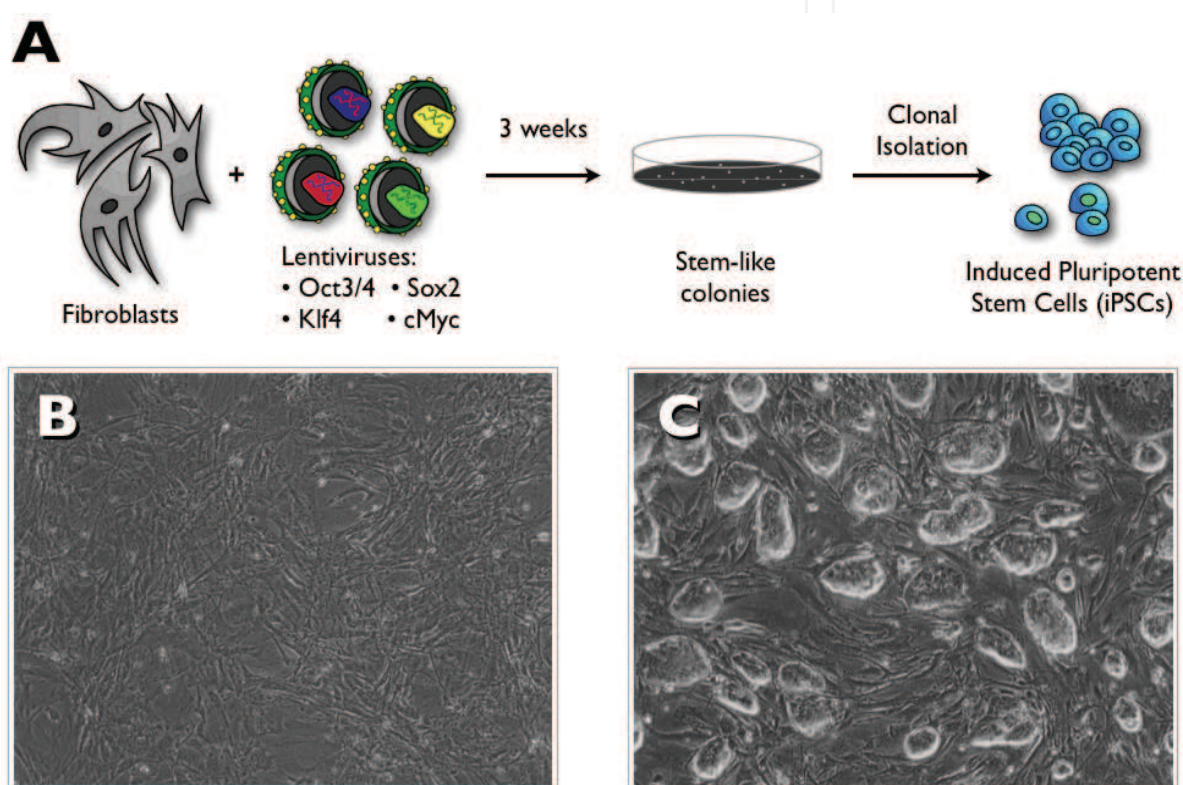 A
3 weeks
Clonal
Isolation
+
Lentiviruses:
• Oct3/4 • Sox2
• Klf4 • cMyc
Fibroblasts
Stem-like
colonies
Induced Pluripotent
Stem Cells (iPSCs)
B
C